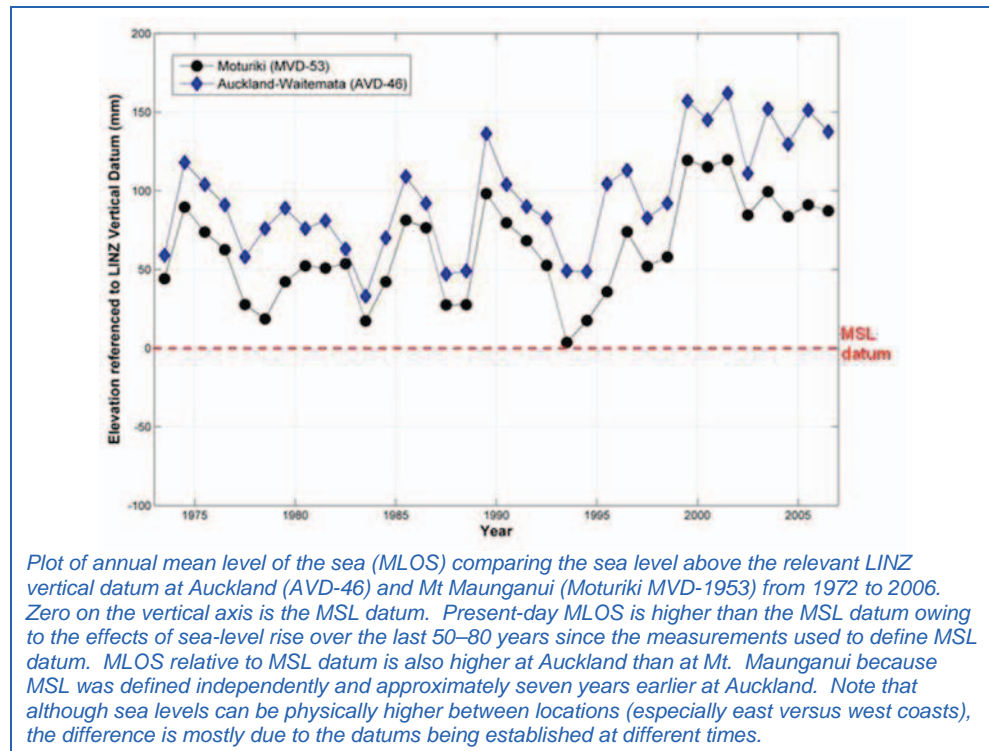 200
Moturiki (MVD-53)
Auckland-Waitemata (AVD-46)
150
100
50
0
-50
-100
Elevation referenced to LINZ Vertical Datum (mm)
MSL
datum
1975
1980
1985
1990
1995
2000
2005
Year
Plot of annual mean level of the sea (MLOS) comparing the sea level above the relevant LINZ
vertical datum at Auckland (AVD-46) and Mt Maunganui (Moturiki MVD-1953) from 1972 to 2006.
Zero on the vertical axis is the MSL datum. Present-day MLOS is higher than the MSL datum owing
to the effects of sea-level rise over the last 50–80 years since the measurements used to define MSL
datum. MLOS relative to MSL datum is also higher at Auckland than at Mt. Maunganui because
MSL was defined independently and approximately seven years earlier at Auckland. Note that
although sea levels can be physically higher between locations (especially east versus west coasts),
the difference is mostly due to the datums being established at different times.